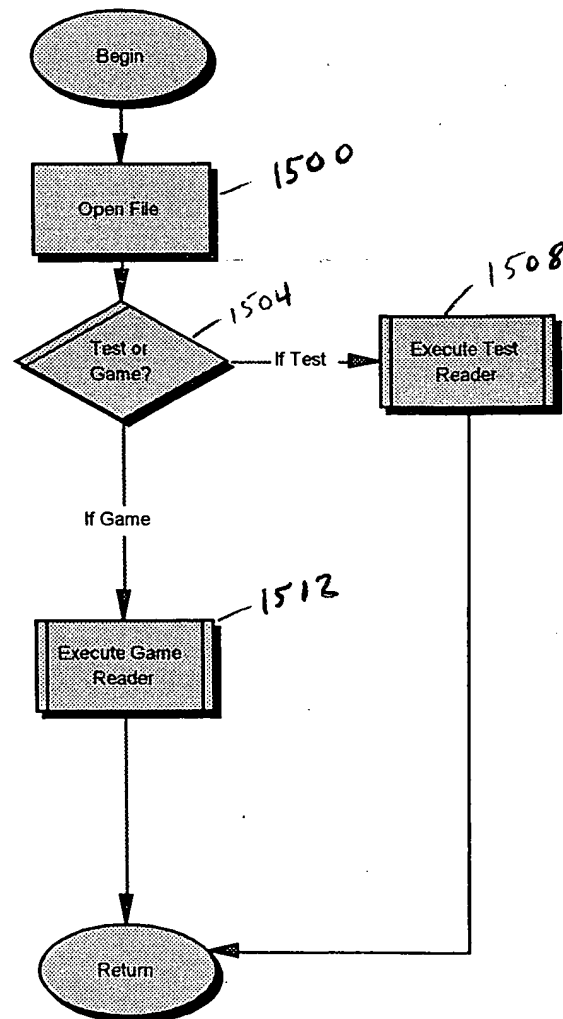 Begin
1500
Open File
1508
1504
Test or
Game?
If Test
Execute Test
Reader
If Game
1512
Execute Game
Reader
Return